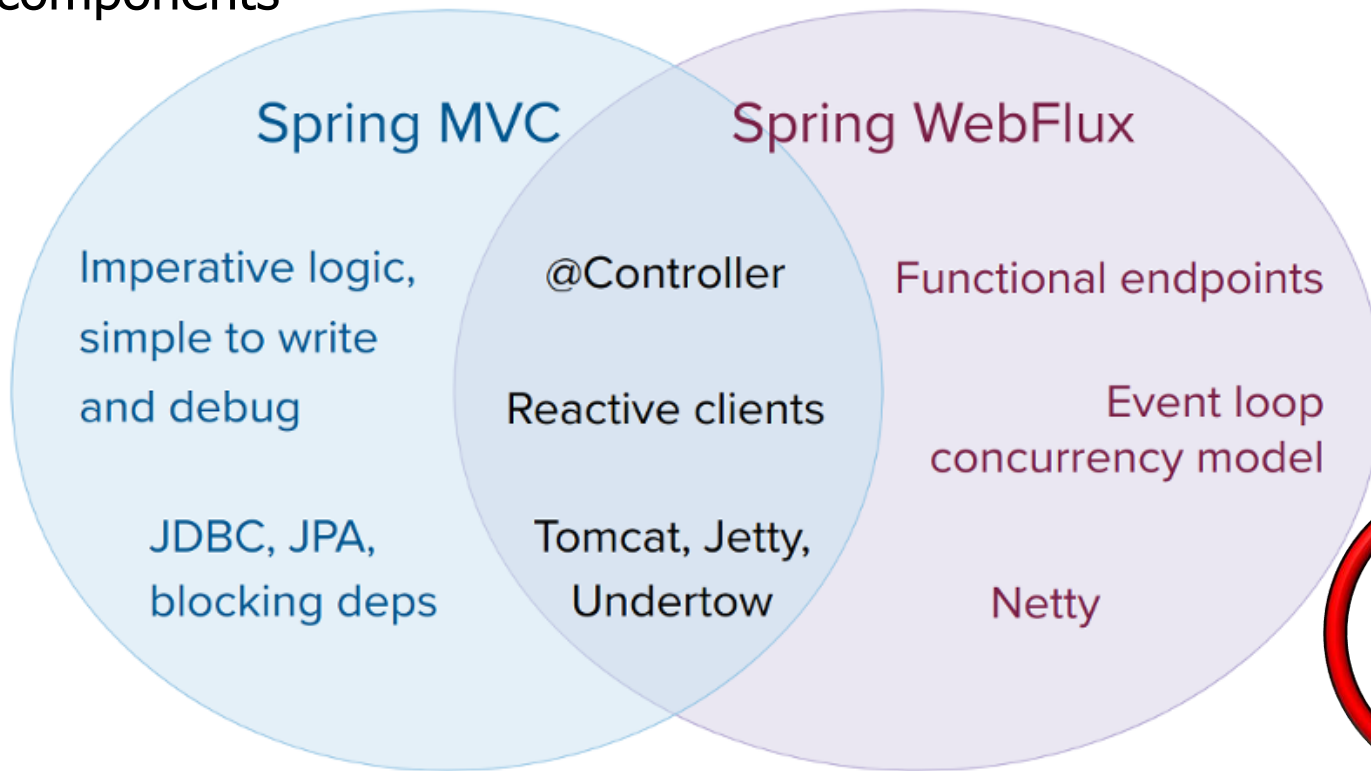 components
Spring MVC
Spring WebFlux
Imperative logic,
simple to write
and debug
JDBC, JPA,
blocking deps
@Controller
Reactive clients
Tomcat, Jetty,
Undertow
Functional endpoints
Event loop
concurrency model
Netty